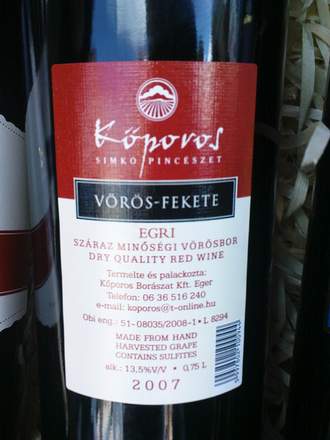 Kőporos
SIMKÓ PINCÉSZET
VÖRÖS-FEKETE
EGRI
SZÁRAZ MINŐSÉGI VÖRÖSBOR
DRY QUALITY RED WINE
Termelte és palackozta:
Kőporos Borászat Kft. Eger
Telefon: 06 36 516 240
e-mail: koporos@t-online.hu
Obi eng.: 51-08035/2008-1 • L 8294
MADE FROM HAND
HARVESTED GRAPE
CONTAINS SULFITES
alk.: 13,5%V/V • 0,75 L
2007